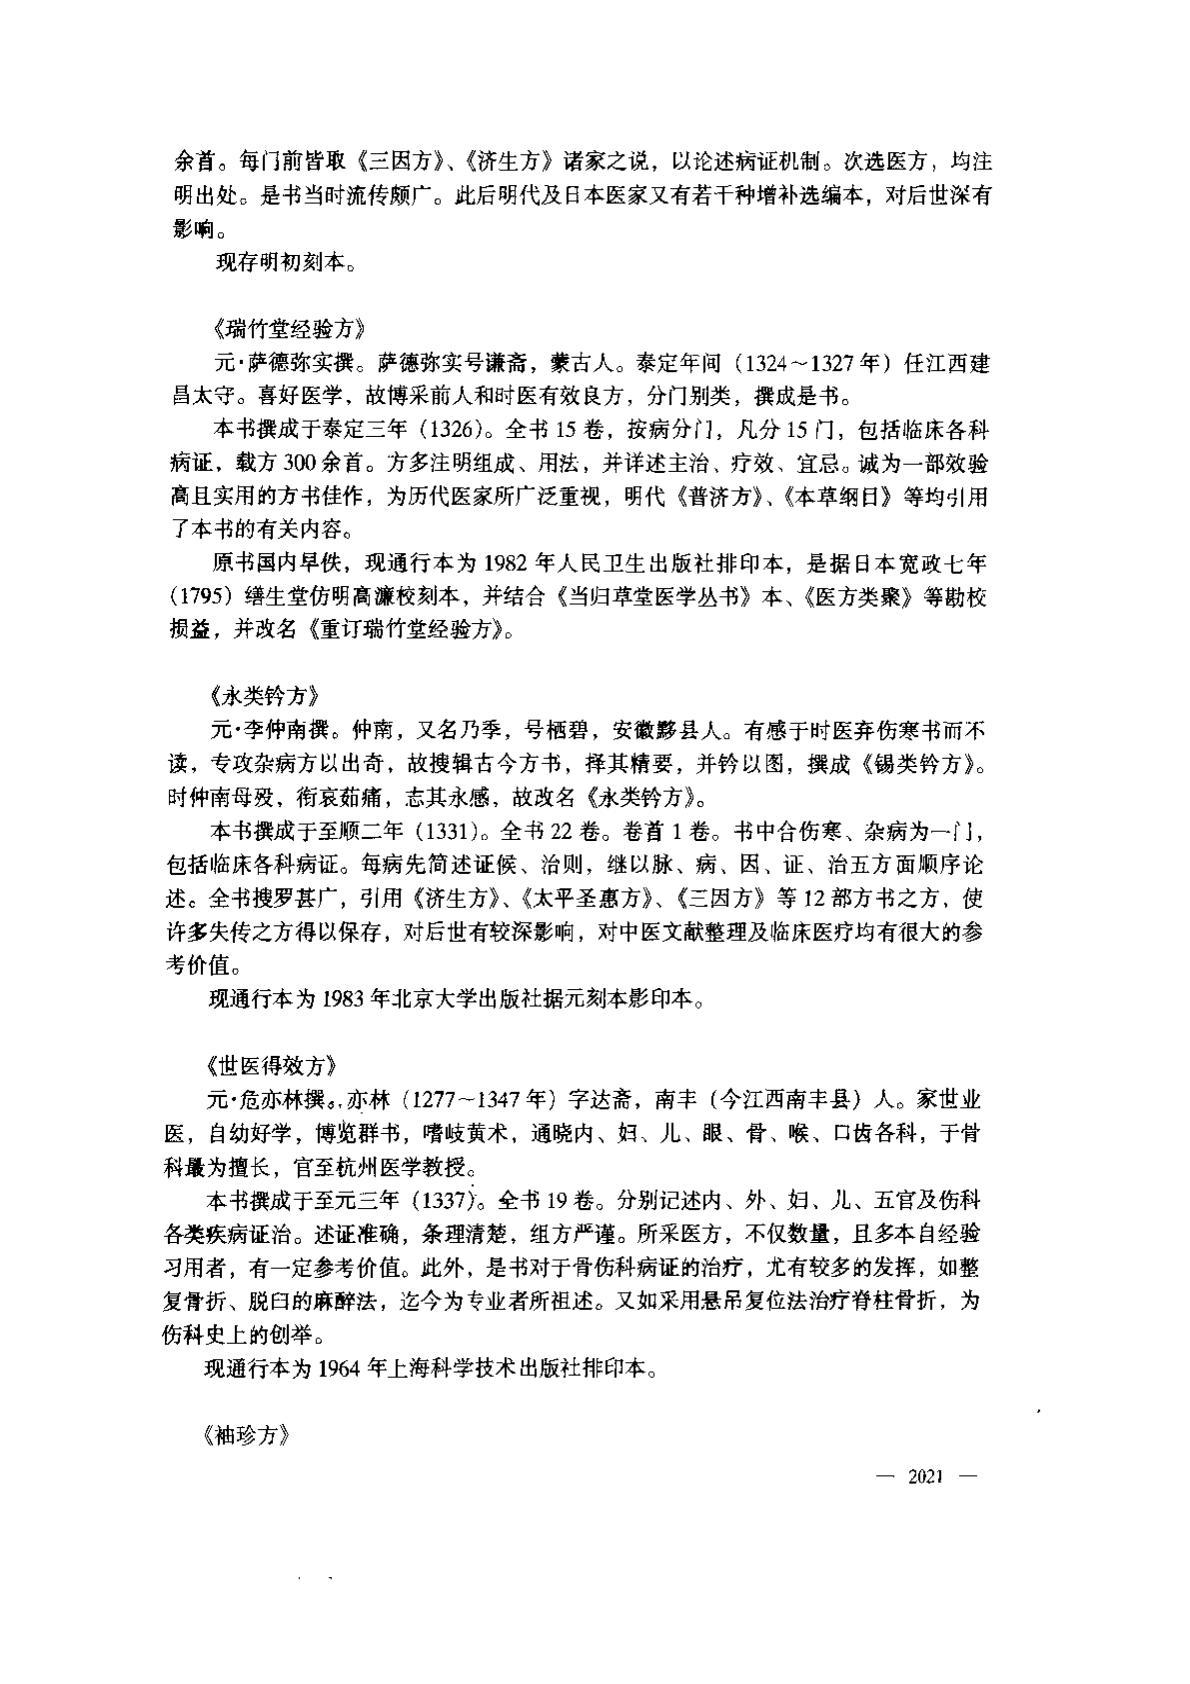 余首。每门前皆取《三因方》、《济生方》诸家之说，以论述病证机制。次选医方，均注
明出处。是书当时流传颇广。此后明代及日本医家又有若干种增补选编本，对后世深有
影响。
现存明初刻本。
《瑞竹堂经验方》
元·萨德弥实撰。萨德弥实号谦斋，蒙古人。泰定年间（1324～1327年）任江西建
昌太守。喜好医学，故博采前人和时医有效良方，分门别类，撰成是书。
本书撰成于泰定三年（1326）。全书15卷，按病分门，凡分15门，包括临床各科
病证，载方300余首。方多注明组成、用法，并详述主治、疗效、宜忌。诚为一部效验
高且实用的方书佳作，为历代医家所广泛重视，明代《普济方》、《本草纲日》等均引用
了本书的有关内容。
原书国内早佚，现通行本为1982年人民卫生出版社排印本，是据日本宽政七年
（1795）缮生堂仿明高濂校刻本，并结合《当归草堂医学丛书》本、《医方类聚》等勘校
损益，并改名《重订瑞竹堂经验方》。
《永类钤方》
元·李仲南撰。仲南，又名乃季，号栖碧，安徽黟县人。有感于时医弃伤寒书而不
读，专攻杂病方以出奇，故搜辑古今方书，择其精要，并钤以图，撰成《锡类钤方》。
时仲南母殁，衔哀茹痛，志其永感，故改名《永类钤方》。
本书撰成于至顺二年（1331）。全书22卷。卷首1卷。书中合伤寒、杂病为一门，
包括临床各科病证。每病先简述证候、治则，继以脉、病、因、证、治五方面顺序论
述。全书搜罗甚广，引用《济生方》、《太平圣惠方》、《三因方》等12部方书之方，使
许多失传之方得以保存，对后世有较深影响，对中医文献整理及临床医疗均有很大的参
考价值。
现通行本为1983年北京大学出版社据元刻本影印本。
《世医得效方》
元·危亦林撰。亦林（1277～1347年）字达斋，南丰（今江西南丰县）人。家世业
医，自幼好学，博览群书，嗜岐黄术，通晓内、妇、儿、眼、骨、喉、口齿各科，于骨
科最为擅长，官至杭州医学教授。
本书撰成于至元三年（1337）。全书19卷。分别记述内、外、妇、儿、五官及伤科
各类疾病证治。述证准确，条理清楚，组方严谨。所采医方，不仅数量，且多本自经验
习用者，有一定参考价值。此外，是书对于骨伤科病证的治疗，尤有较多的发挥，如整
复骨折、脱臼的麻醉法，迄今为专业者所祖述。又如采用悬吊复位法治疗脊柱骨折，为
伤科史上的创举。
现通行本为1964年上海科学技术出版社排印本。
《袖珍方》
— 2021 —